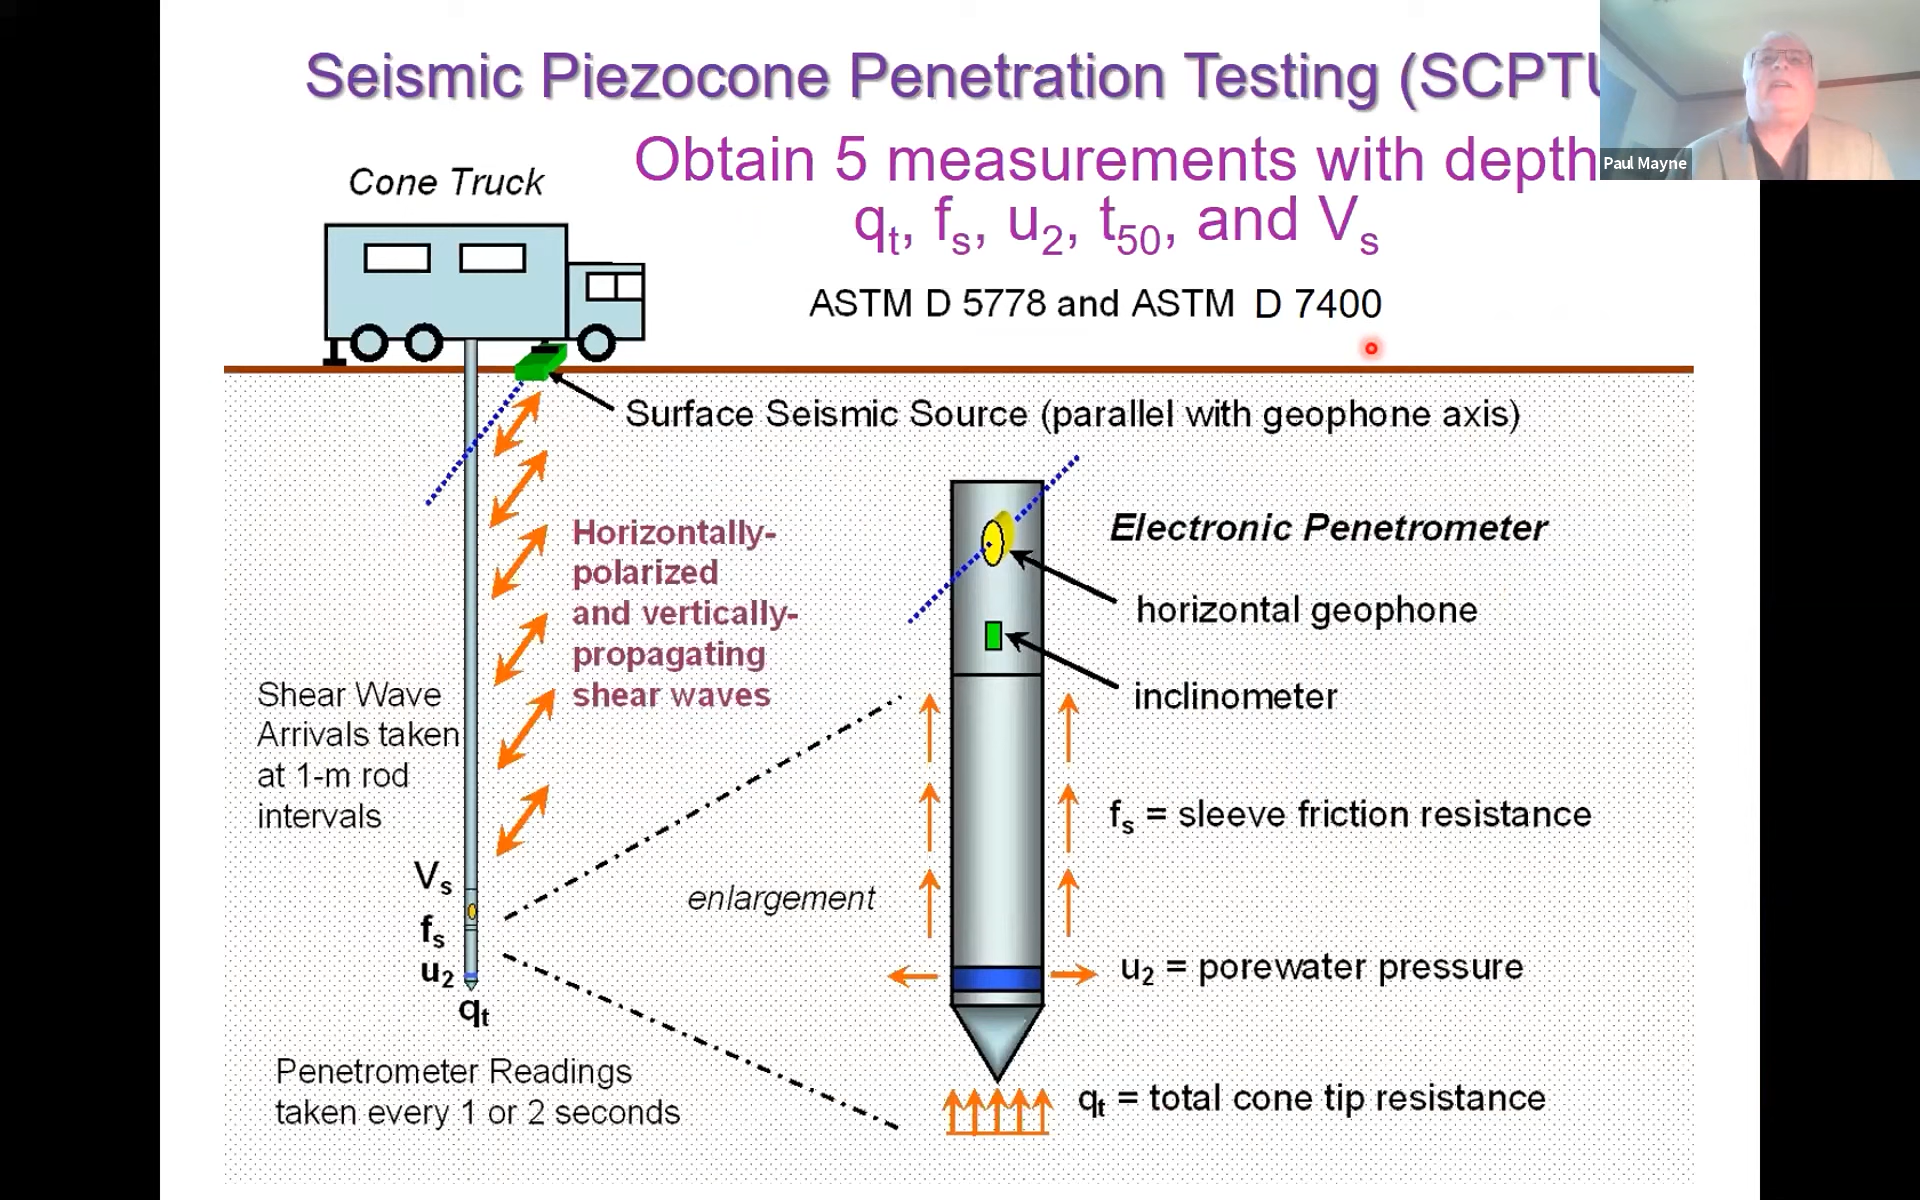 Seismic Piezocone Penetration Testing (SCPTU
Obtain 5 measurements with depth
qt, fs, u2, t50, and Vs
Paul Mayne
Cone Truck
ASTM D 5778 and ASTM D 7400
Surface Seismic Source (parallel with geophone axis)
Horizontally-
polarized
and vertically-
propagating
shear waves
Electronic Penetrometer
horizontal geophone
inclinometer
Shear Wave
Arrivals taken
at 1-m rod
intervals
fs = sleeve friction resistance
Vs
fs
u2
qt
enlargement
u2 = porewater pressure
Penetrometer Readings
taken every 1 or 2 seconds
qt = total cone tip resistance